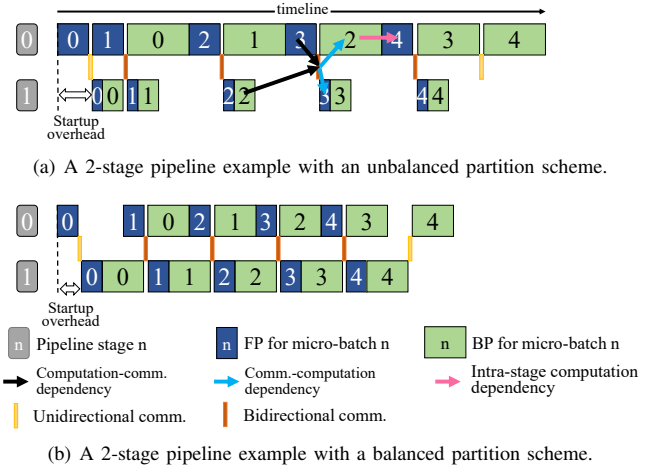 timeline
0 0 1 0 2 1 3 2 4 3 4
1 0 0 1 1 2 2 3 3 4 4
Startup
overhead
(a) A 2-stage pipeline example with an unbalanced partition scheme.
0 0 1 0 2 1 3 2 4 3 4
1 0 0 1 1 2 2 3 3 4 4
Startup
overhead
n Pipeline stage n n FP for micro-batch n n BP for micro-batch n
Computation-comm. dependency
Comm.-computation dependency
Intra-stage computation dependency
Unidirectional comm. Bidirectional comm.
(b) A 2-stage pipeline example with a balanced partition scheme.